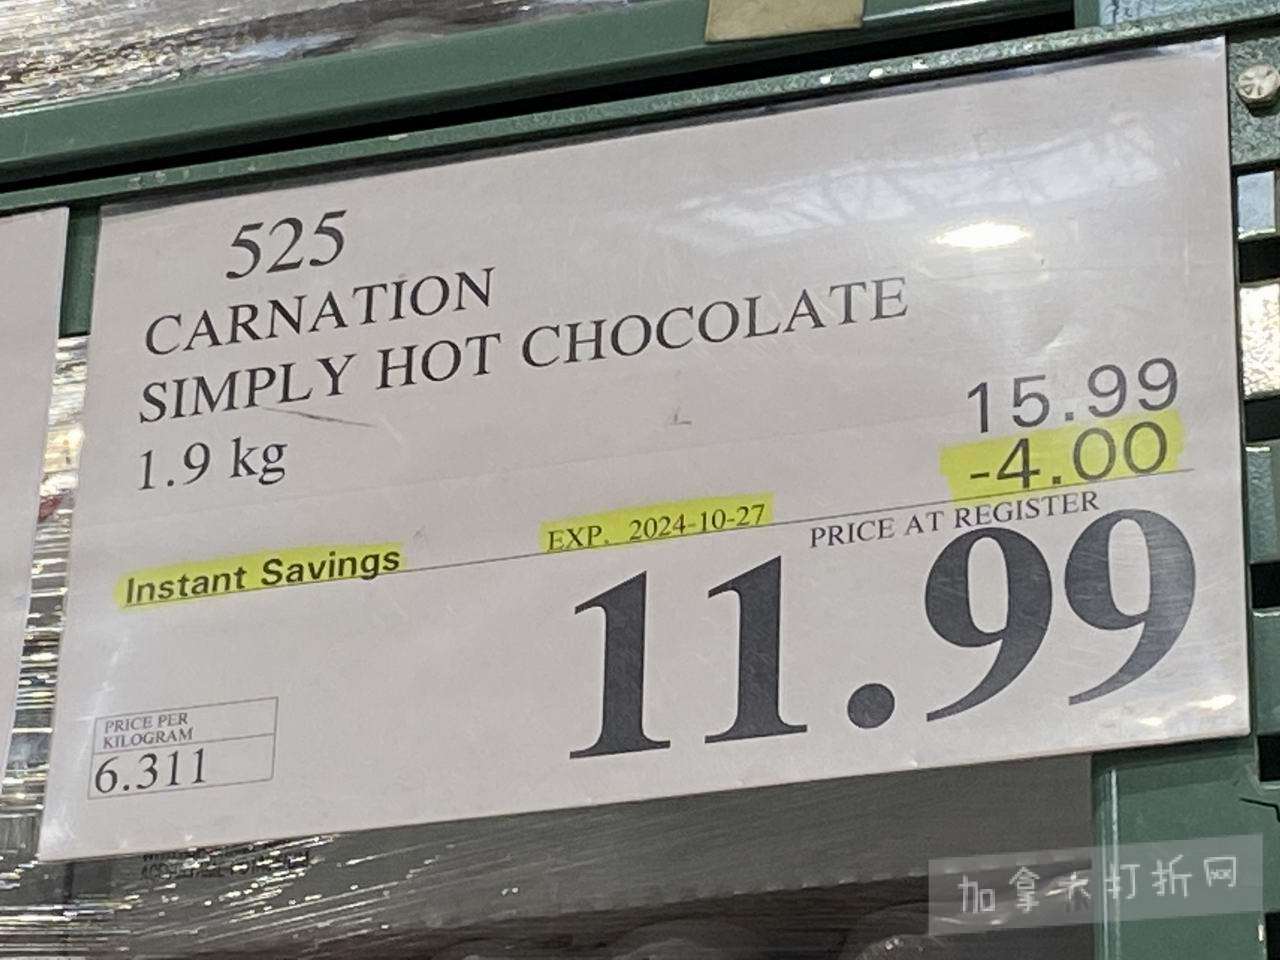 525
CARNATION
SIMPLY HOT CHOCOLATE
1.9 kg
15.99
-4.00
Instant Savings
EXP. 2024-10-27
PRICE AT REGISTER
11.99
PRICE PER
KILOGRAM
6.311
加拿大打折网